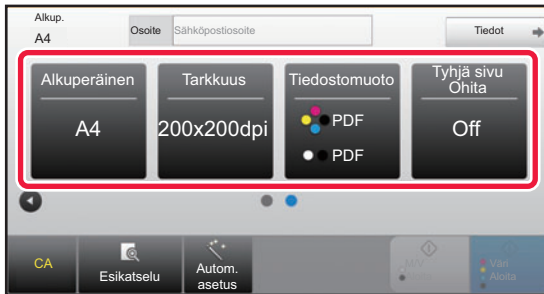 Alkup.
A4
Osoite
Sähköpostiosoite
Tiedot
Alkuperäinen
A4
Tarkkuus
200x200dpi
Tiedostomuoto
PDF
PDF
Tyhjä sivu
Ohita
Off
CA
Esikatselu
Autom.
asetus
Väri
Aloita